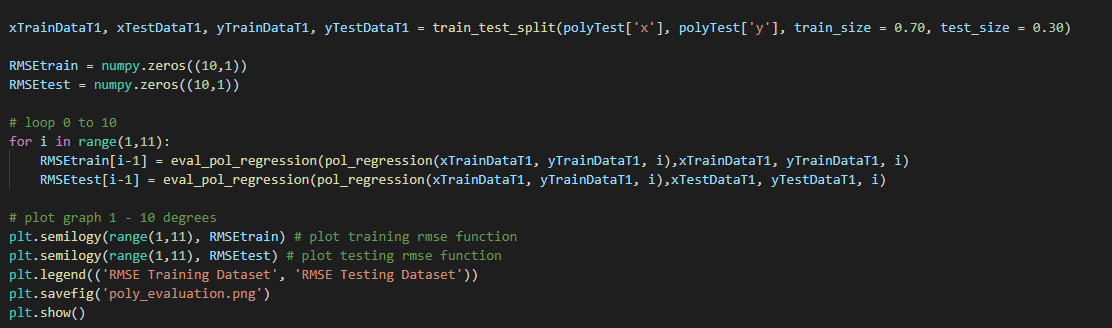 xTrainDataT1, xTestDataT1, yTrainDataT1, yTestDataT1 = train_test_split(polyTest['x'], polyTest['y'], train_size = 0.70, test_size = 0.30)
RMSEtrain = numpy.zeros((10,1))
RMSEtest = numpy.zeros((10,1))
# loop 0 to 10
for i in range(1,11):
    RMSEtrain[i-1] = eval_pol_regression(pol_regression(xTrainDataT1, yTrainDataT1, i),xTrainDataT1, yTrainDataT1, i)
    RMSEtest[i-1] = eval_pol_regression(pol_regression(xTrainDataT1, yTrainDataT1, i),xTestDataT1, yTestDataT1, i)
# plot graph 1 - 10 degrees
plt.semilogy(range(1,11), RMSEtrain) # plot training rmse function
plt.semilogy(range(1,11), RMSEtest) # plot testing rmse function
plt.legend(('RMSE Training Dataset', 'RMSE Testing Dataset'))
plt.savefig('poly_evaluation.png')
plt.show()